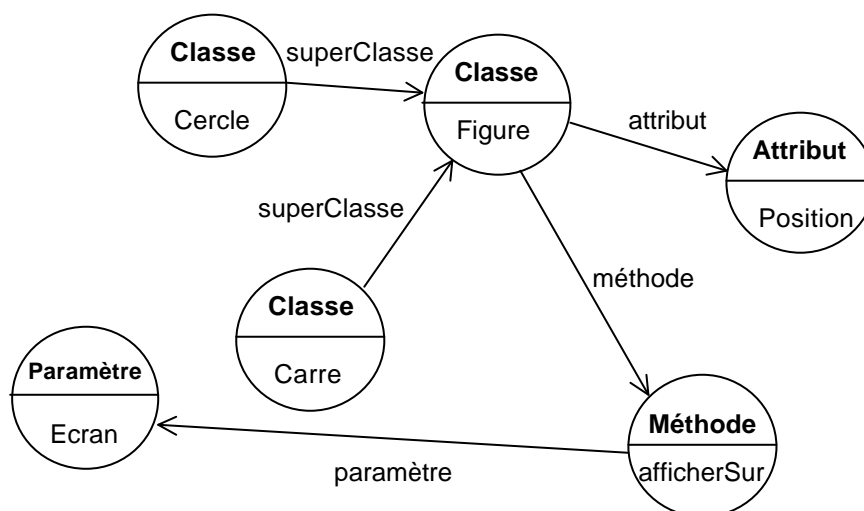 Classe
superClasse
Cercle
Classe
Figure
attribut
Attribut
Position
superClasse
méthode
Classe
Carre
Paramètre
Ecran
Méthode
afficherSur
paramètre